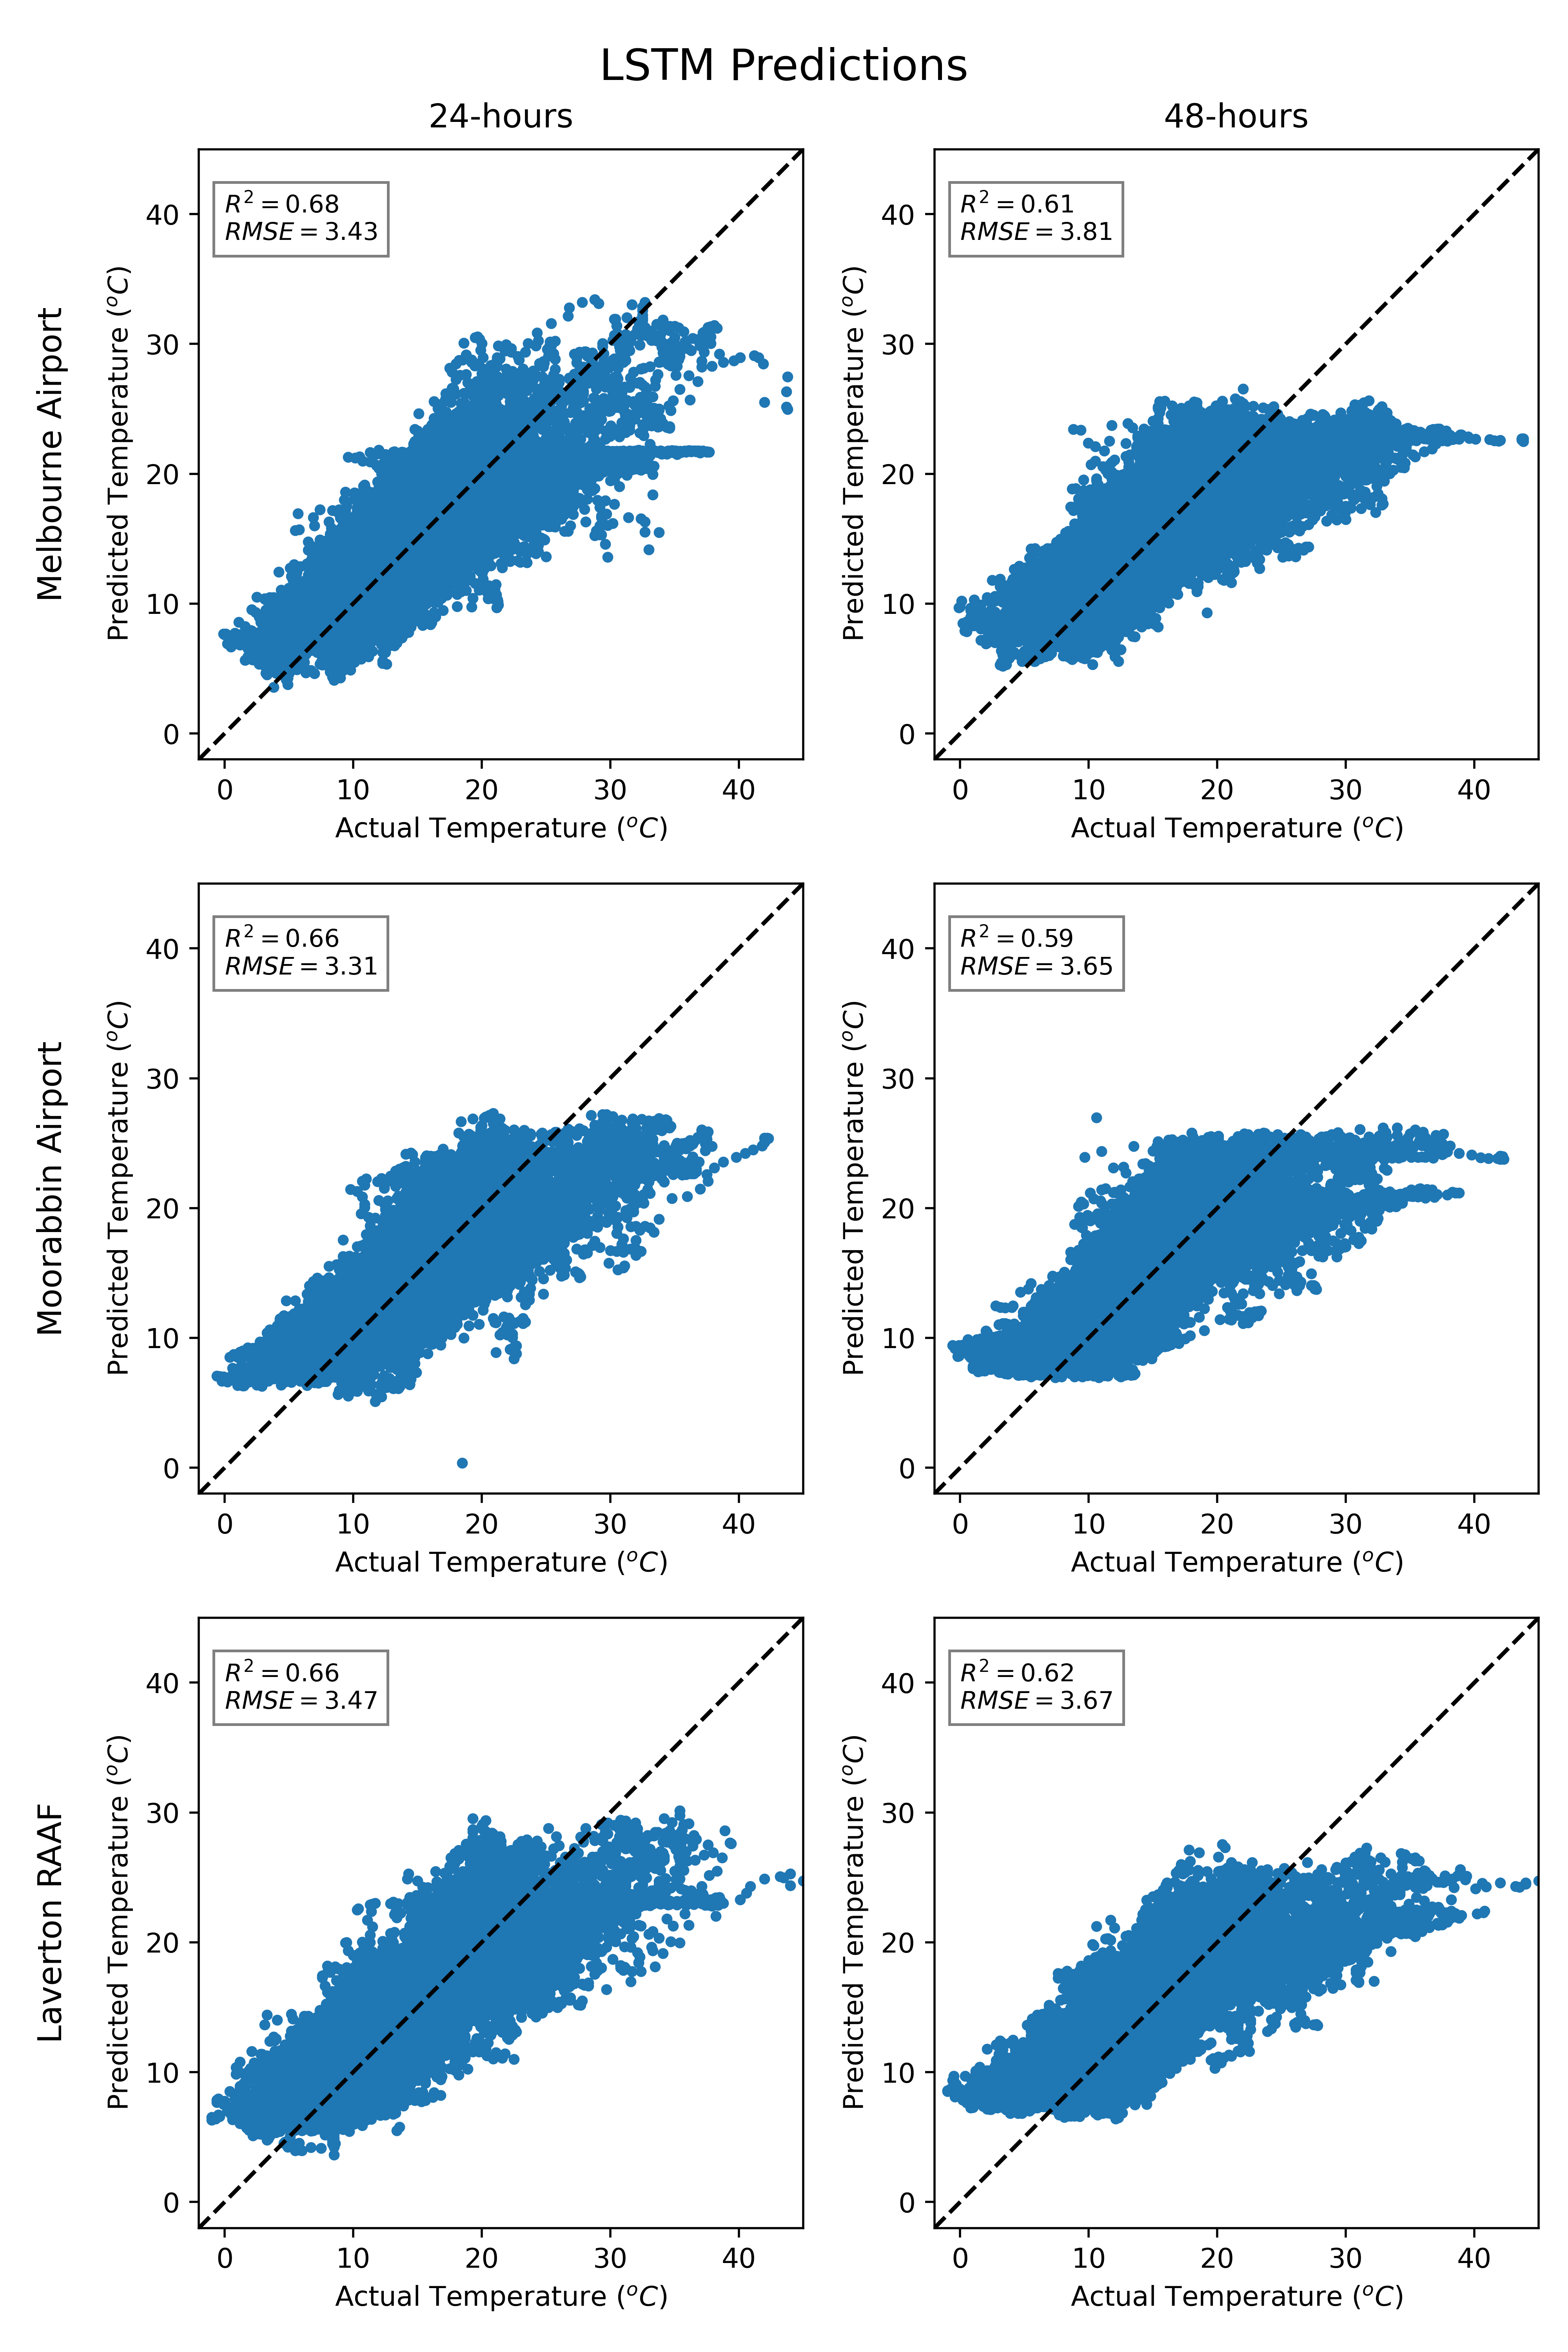 LSTM Predictions
24-hours
48-hours
Melbourne Airport
Predicted Temperature (°C)
40
30
20
10
0
R² = 0.68
RMSE = 3.43
0 10 20 30 40
Actual Temperature (°C)
Predicted Temperature (°C)
40
30
20
10
0
R² = 0.61
RMSE = 3.81
0 10 20 30 40
Actual Temperature (°C)
Moorabbin Airport
Predicted Temperature (°C)
40
30
20
10
0
R² = 0.66
RMSE = 3.31
0 10 20 30 40
Actual Temperature (°C)
Predicted Temperature (°C)
40
30
20
10
0
R² = 0.59
RMSE = 3.65
0 10 20 30 40
Actual Temperature (°C)
Laverton RAAF
Predicted Temperature (°C)
40
30
20
10
0
R² = 0.66
RMSE = 3.47
0 10 20 30 40
Actual Temperature (°C)
Predicted Temperature (°C)
40
30
20
10
0
R² = 0.62
RMSE = 3.67
0 10 20 30 40
Actual Temperature (°C)